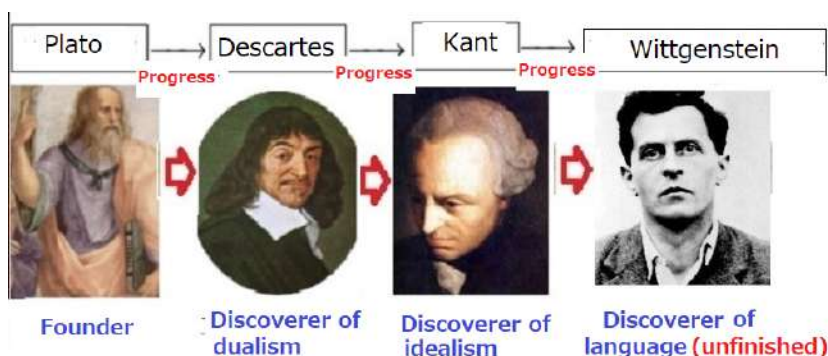 Plato
Descartes
Kant
Wittgenstein
Progress
Progress
Progress
Founder
Discoverer of
dualism
Discoverer of
idealism
Discoverer of
language (unfinished)